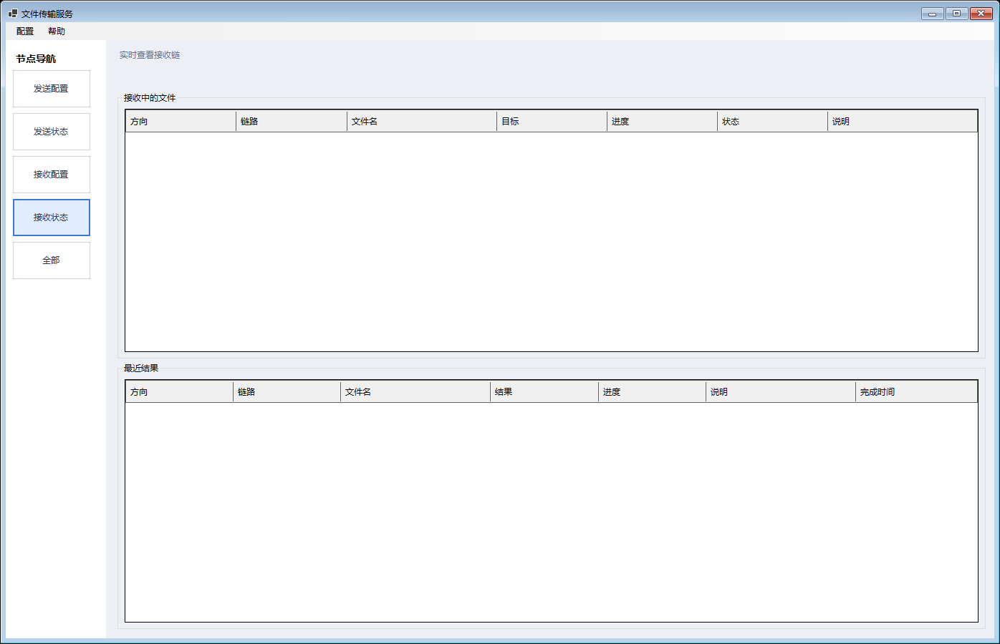 文件传输服务
配置 帮助
节点导航
发送配置
发送状态
接收配置
接收状态
全部
实时查看接收链
接收中的文件
方向 链路 文件名 目标 进度 状态 说明
最近结果
方向 链路 文件名 结果 进度 说明 完成时间